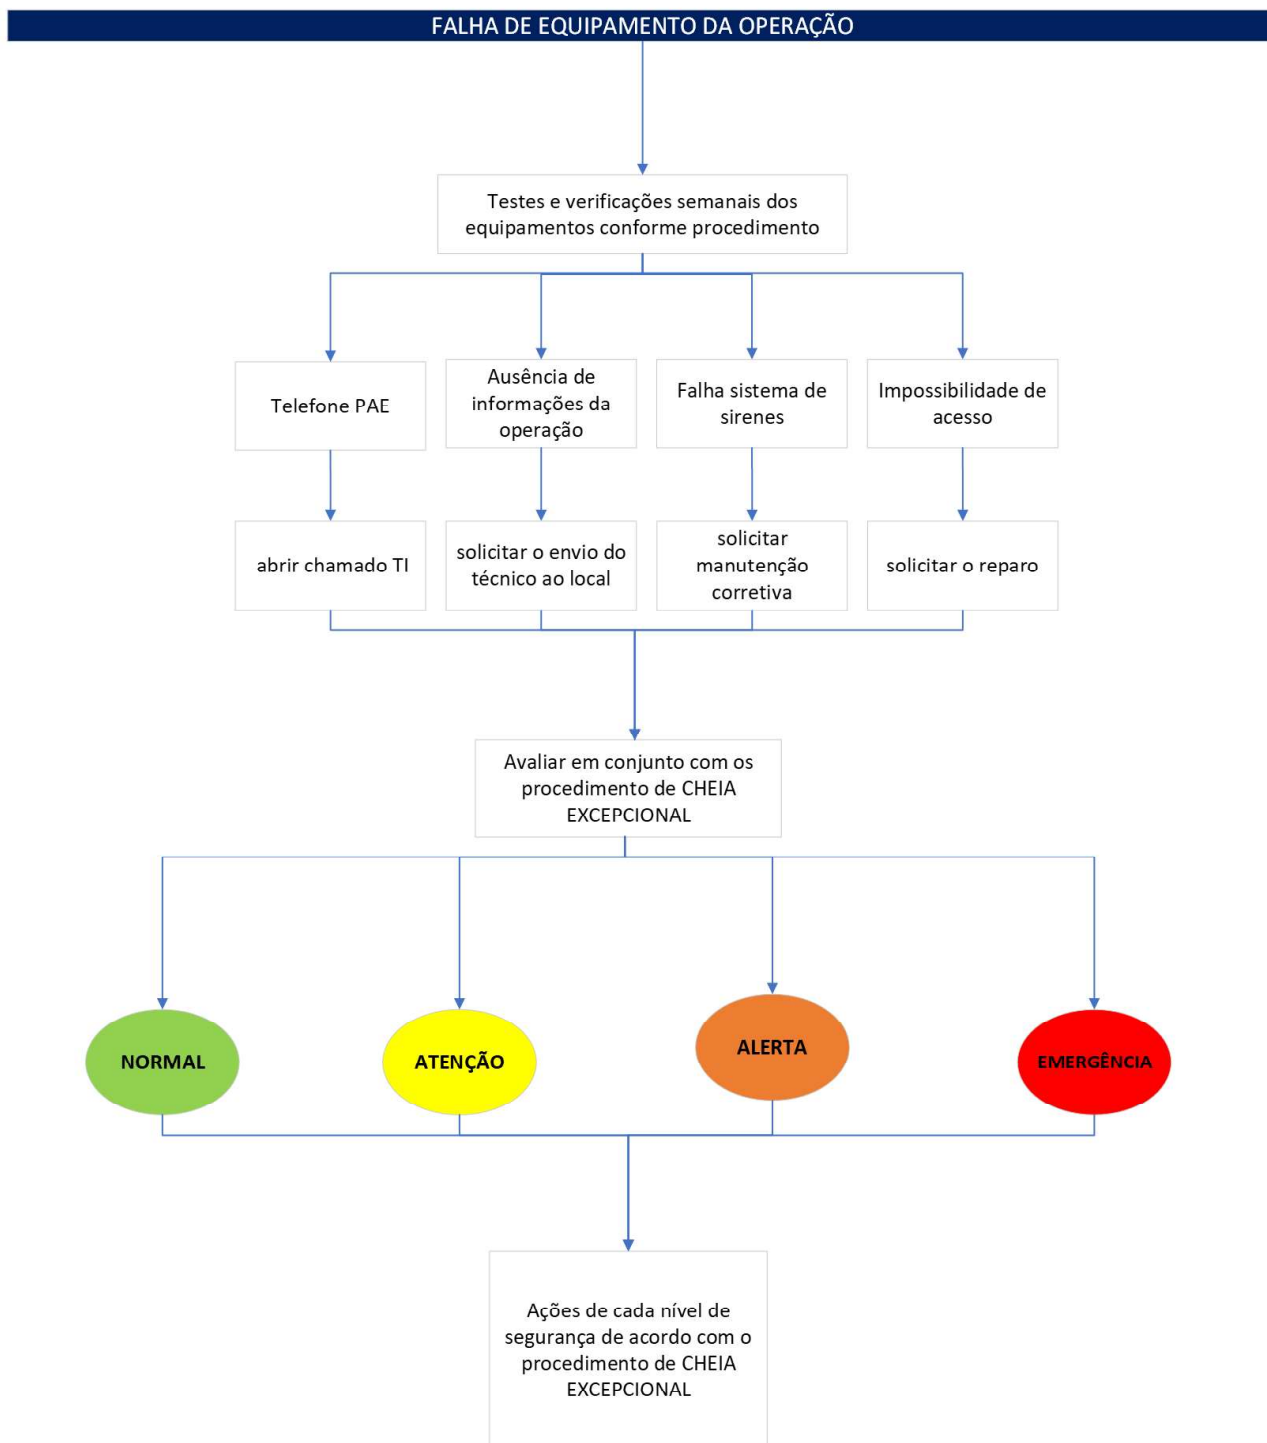 FALHA DE EQUIPAMENTO DA OPERAÇÃO
Testes e verificações semanais dos
equipamentos conforme procedimento
Telefone PAE
Ausência de
informações da
operação
Falha sistema de
sirenes
Impossibilidade de
acesso
abrir chamado TI
solicitar o envio do
técnico ao local
solicitar
manutenção
corretiva
solicitar o reparo
Avaliar em conjunto com os
procedimento de CHEIA
EXCEPCIONAL
NORMAL
ATENÇÃO
ALERTA
EMERGÊNCIA
Ações de cada nível de
segurança de acordo com o
procedimento de CHEIA
EXCEPCIONAL